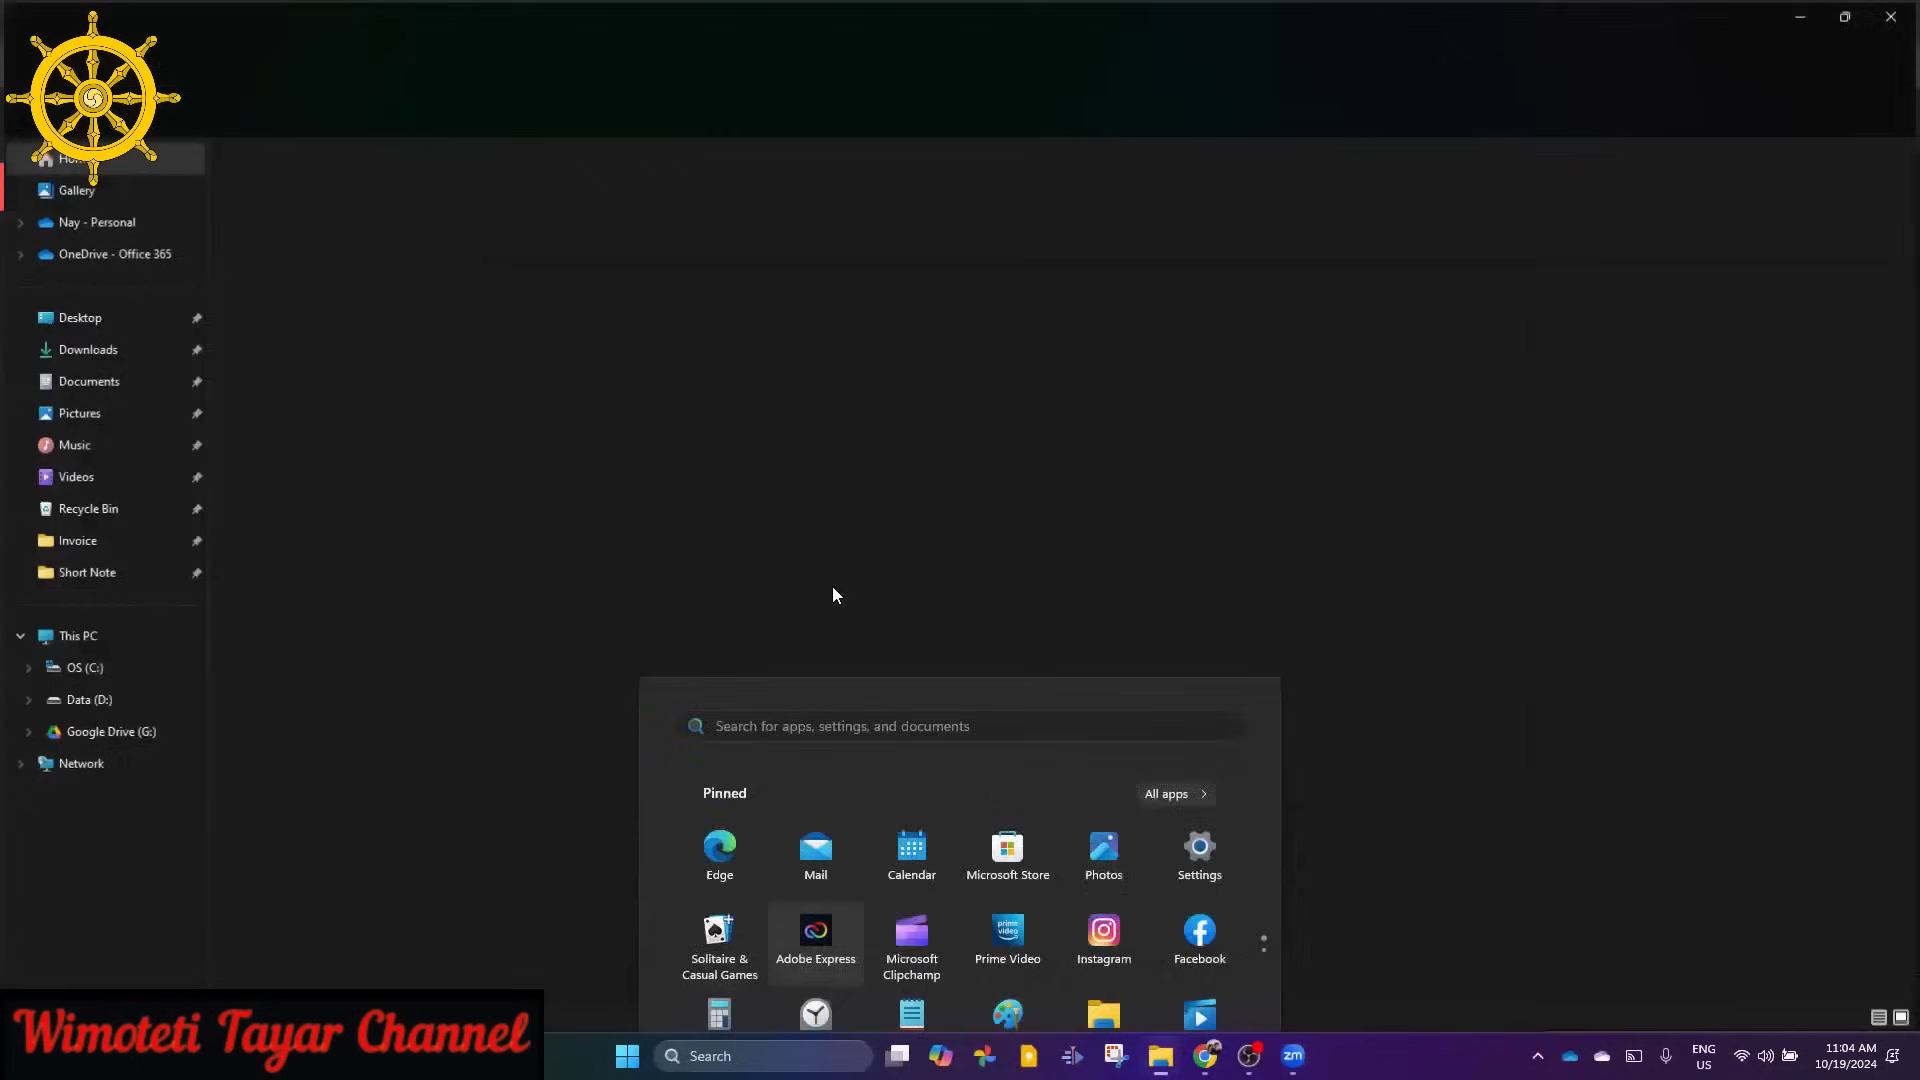 Gallery
Nay - Personal
OneDrive - Office 365
Desktop
Downloads
Documents
Pictures
Music
Videos
Recycle Bin
Invoice
Short Note
This PC
OS (C:)
Data (D:)
Google Drive (G:)
Network
Search for apps, settings, and documents
Pinned
All apps
Edge
Mail
Calendar
Microsoft Store
Photos
Settings
Solitaire & Casual Games
Adobe Express
Microsoft Clipchamp
prime video
Prime Video
Instagram
Facebook
Wimoteti Tayar Channel
Search
zm
ENG
US
11:04 AM
10/19/2024